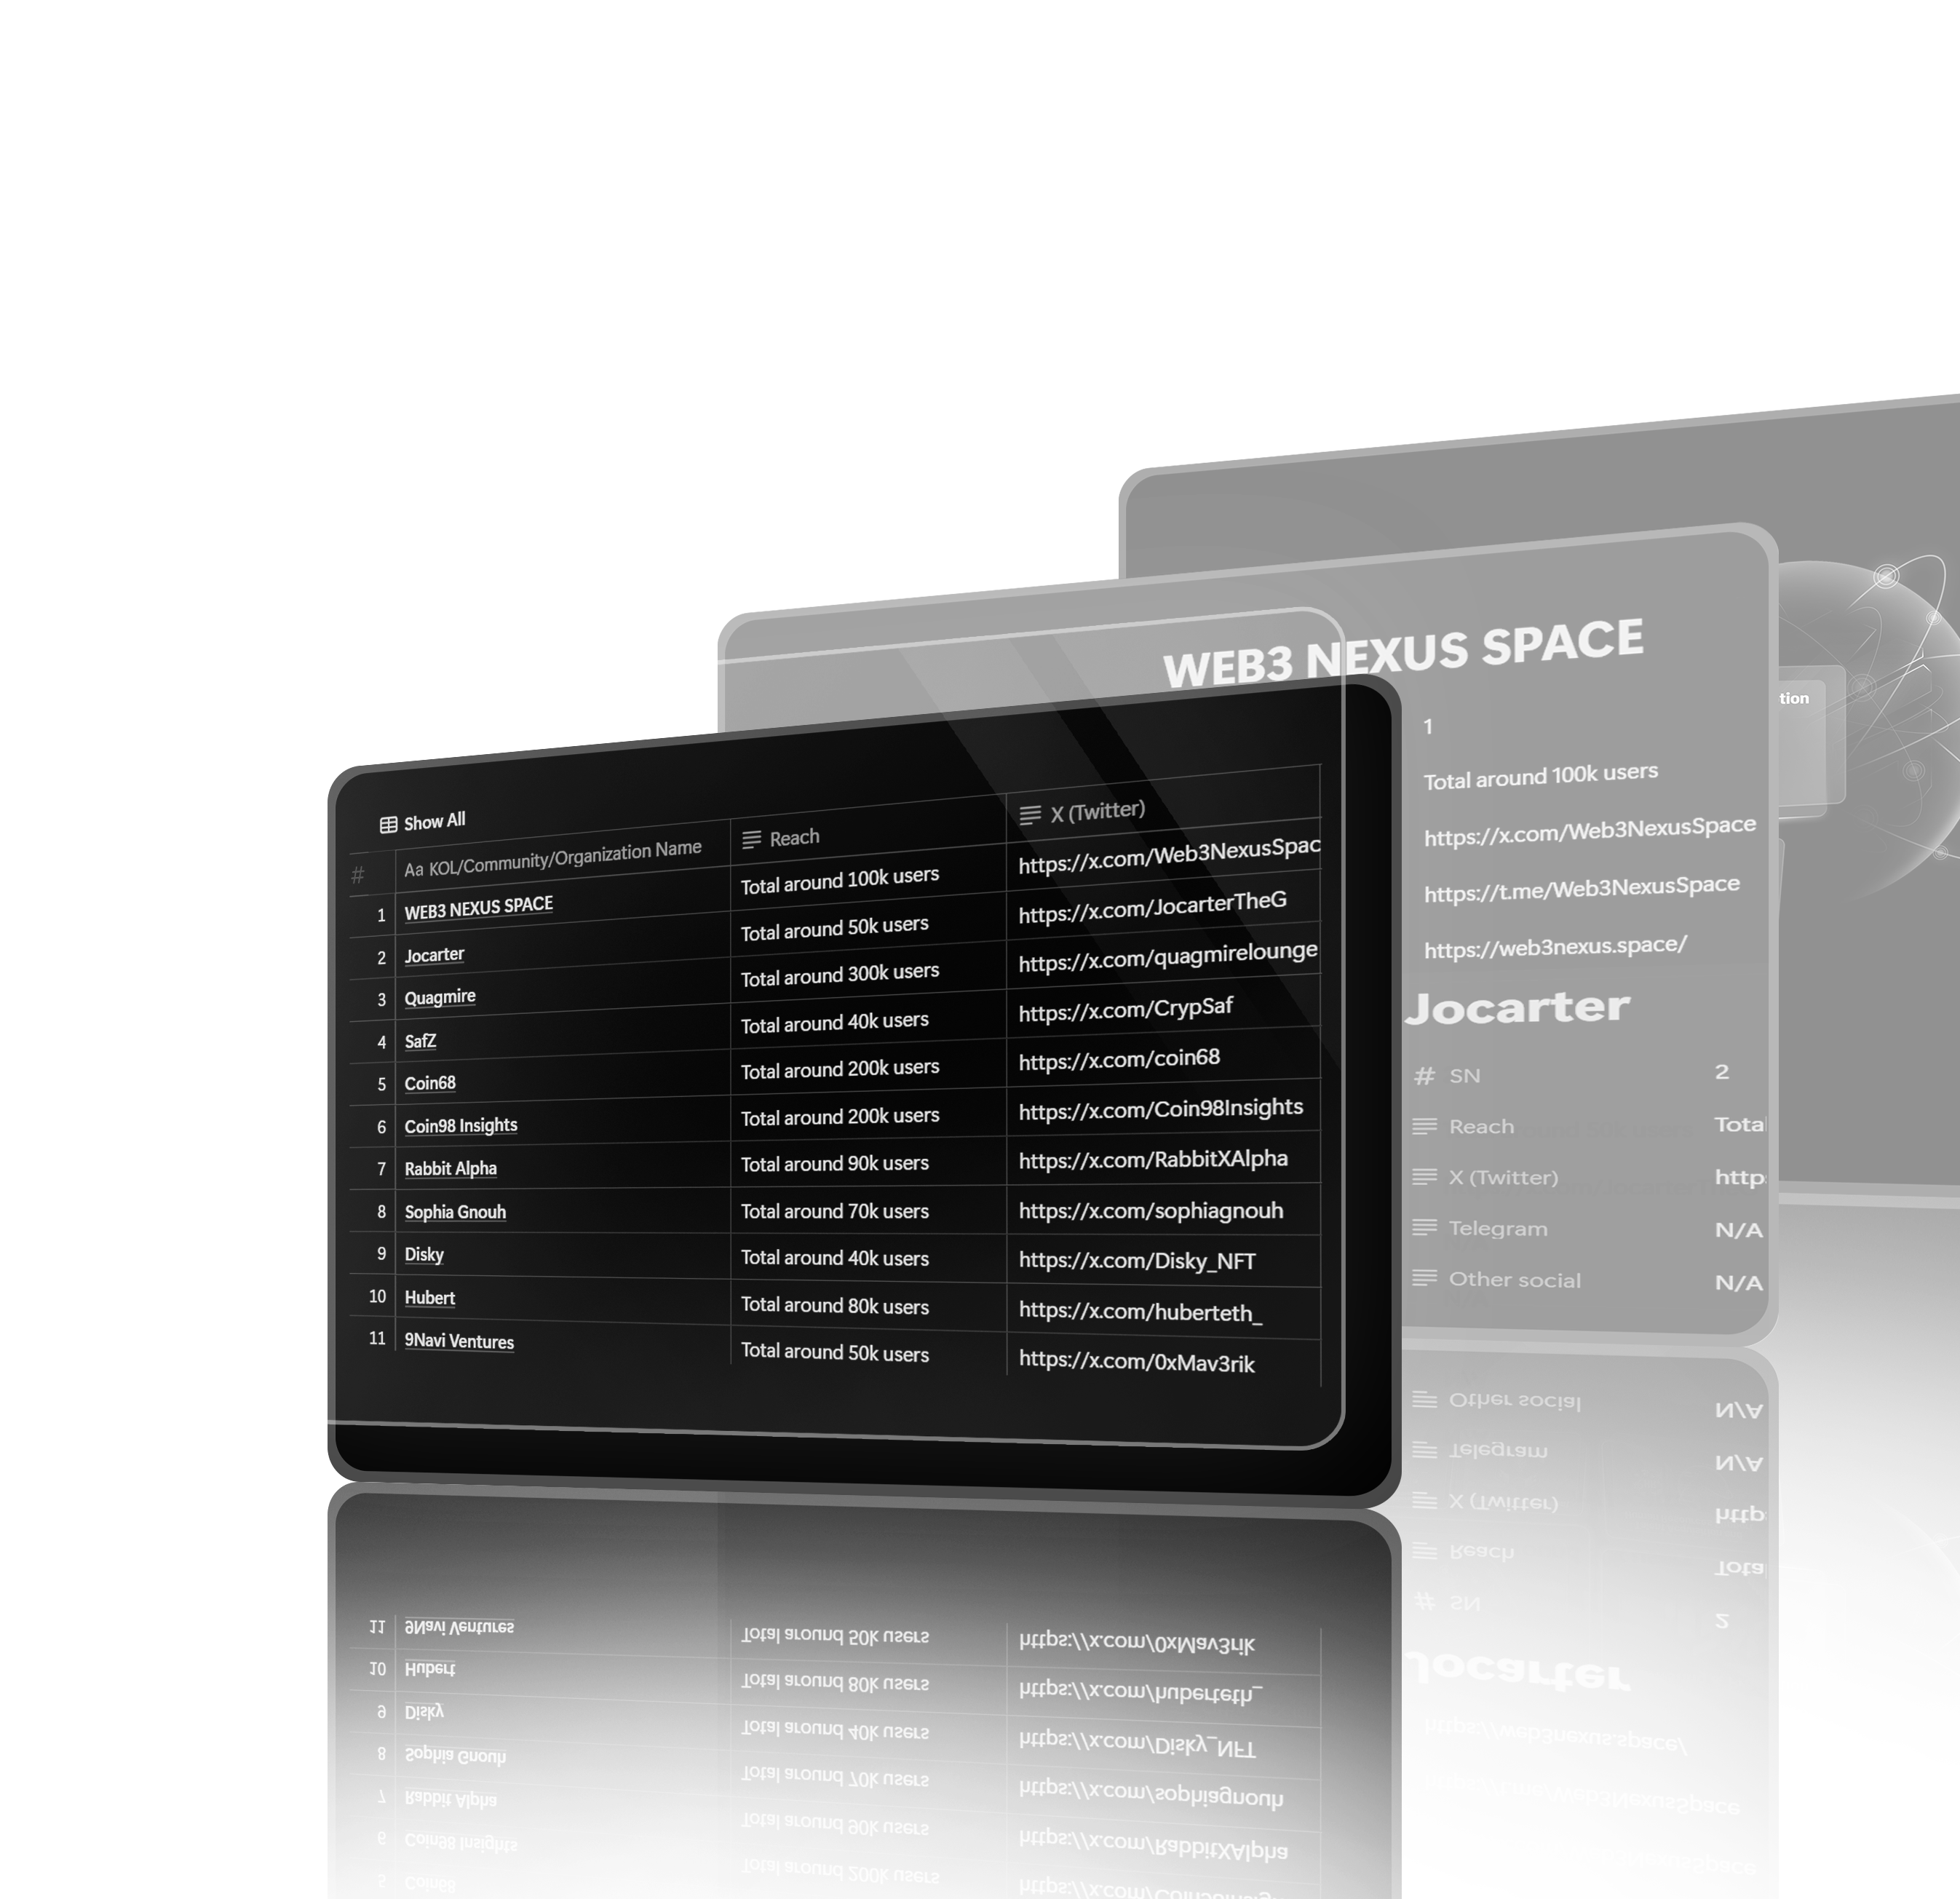 Show All
# Aa KOL/Community/Organization Name Reach X (Twitter)
1 WEB3 NEXUS SPACE Total around 100k users https://x.com/Web3NexusSpac
2 Jocarter Total around 50k users https://x.com/JocarterTheG
3 Quagmire Total around 300k users https://x.com/quagmirelounge
4 SafZ Total around 40k users https://x.com/CrypSaf
5 Coin68 Total around 200k users https://x.com/coin68
6 Coin98 Insights Total around 200k users https://x.com/Coin98Insights
7 Rabbit Alpha Total around 90k users https://x.com/RabbitXAlpha
8 Sophia Gnouh Total around 70k users https://x.com/sophiagnouh
9 Disky Total around 40k users https://x.com/Disky_NFT
10 Hubert Total around 80k users https://x.com/huberteth_
11 9Navi Ventures Total around 50k users https://x.com/0xMav3rik
WEB3 NEXUS SPACE
1
Total around 100k users
https://x.com/Web3NexusSpace
https://t.me/Web3NexusSpace
https://web3nexus.space/
Jocarter
# SN 2
Reach Total
X (Twitter) http
Telegram N/A
Other social N/A
tion